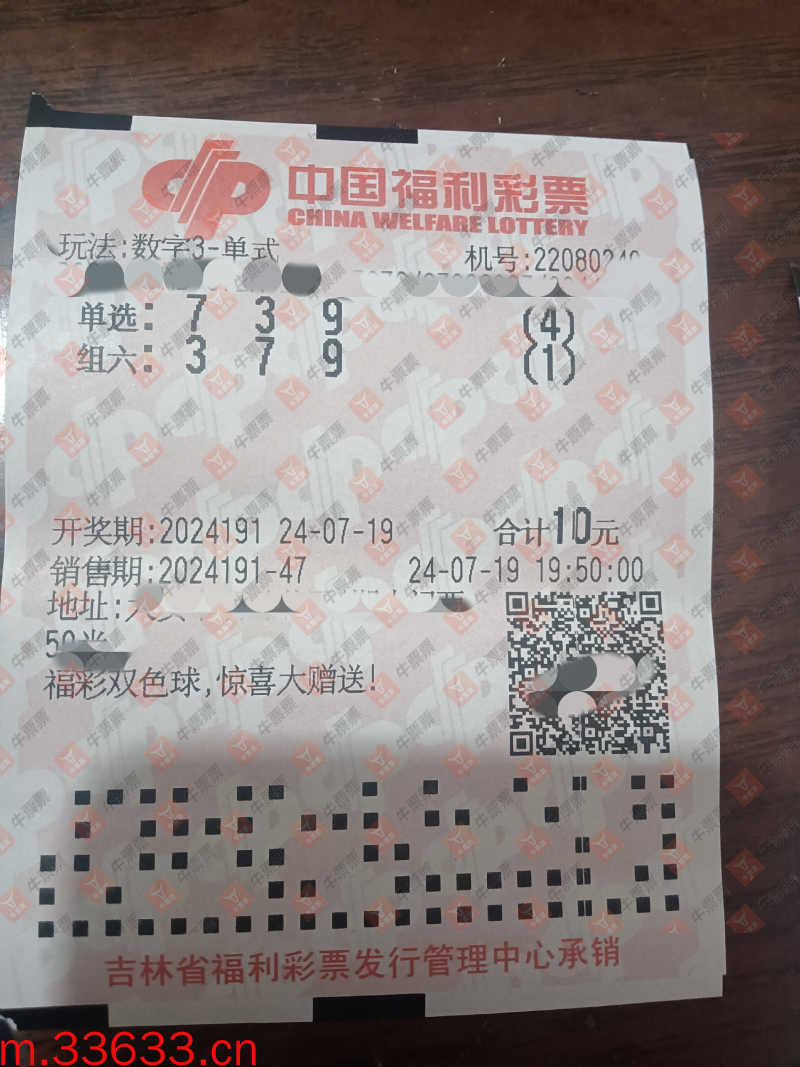 中国福利彩票
CHINA WELFARE LOTTERY
玩法:数字3-单式 机号:22080240
单选: 7 3 9 (4)
组六: 3 7 9 (1)
开奖期:2024191 24-07-19 合计10元
销售期:2024191-47 24-07-19 19:50:00
地址:
福彩双色球,惊喜大赠送!
吉林省福利彩票发行管理中心承销
牛票票
m.33633.cn